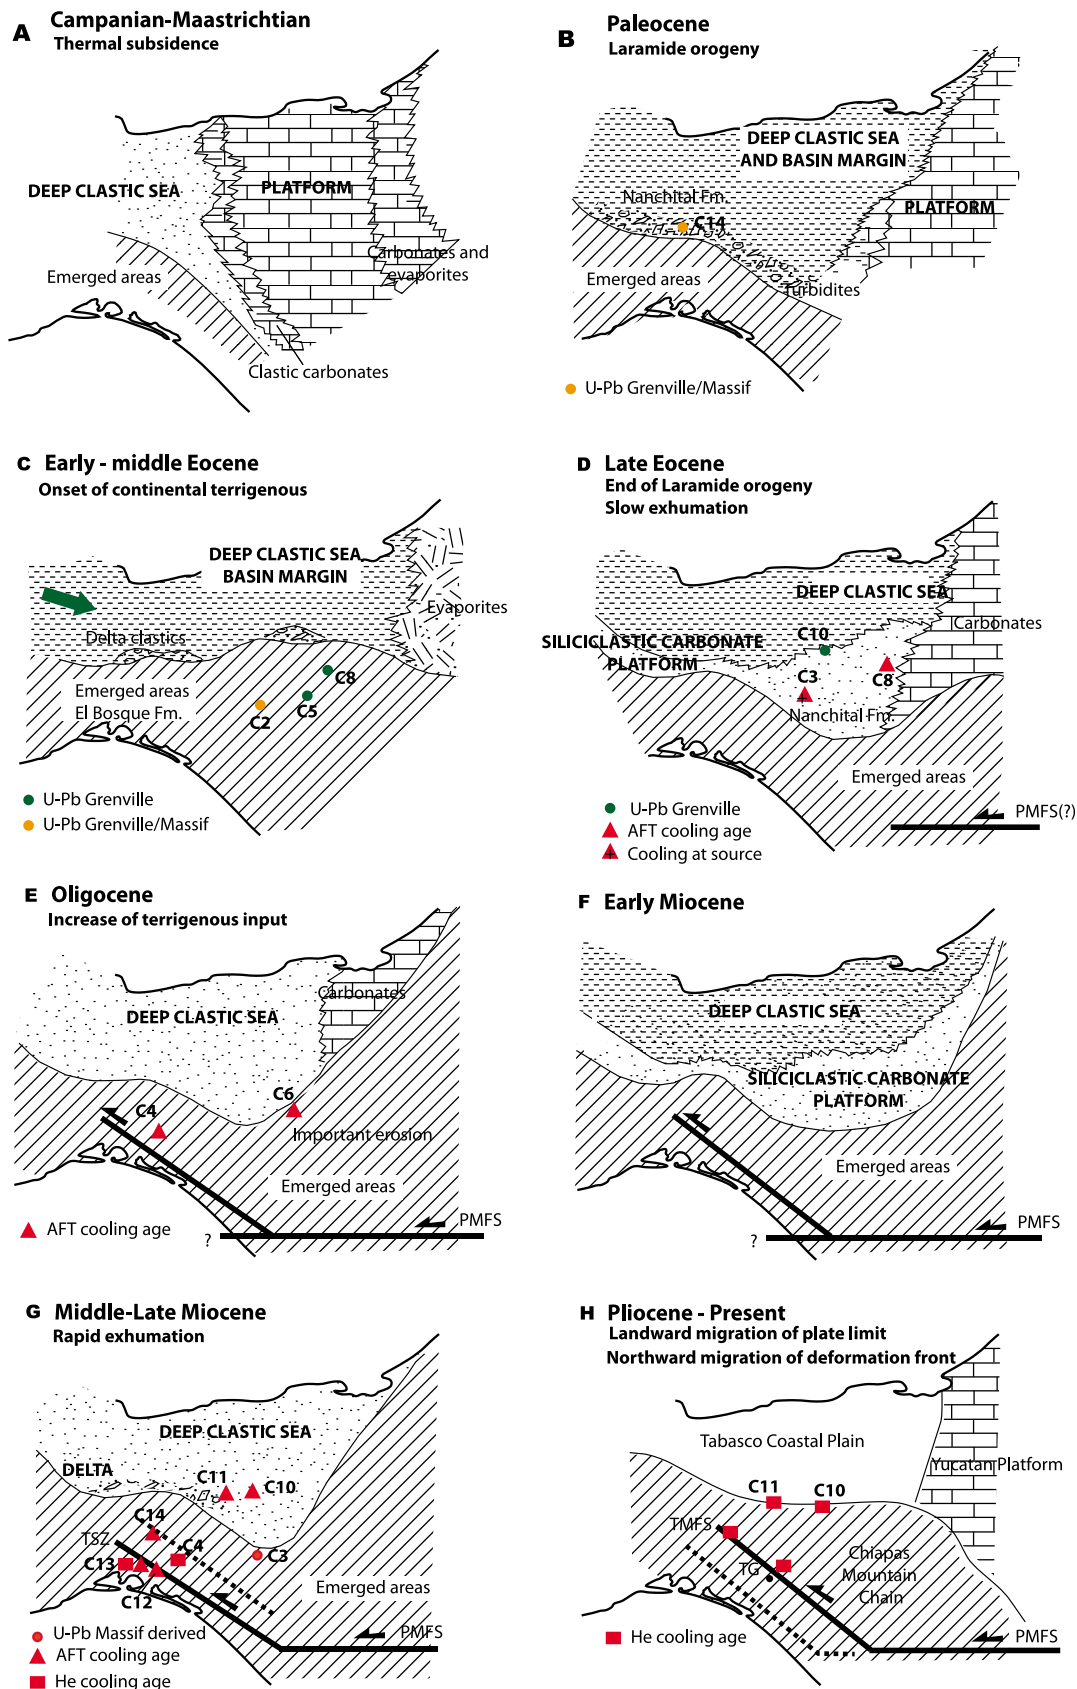 A Campanian-Maastrichtian
Thermal subsidence
DEEP CLASTIC SEA
PLATFORM
Carbonates and
evaporites
Emerged areas
Clastic carbonates
B Paleocene
Laramide orogeny
DEEP CLASTIC SEA
AND BASIN MARGIN
Nanchital Fm.
C14
PLATFORM
Emerged areas
Turbidites
U-Pb Grenville/Massif
C Early - middle Eocene
Onset of continental terrigenous
DEEP CLASTIC SEA
BASIN MARGIN
Evaporites
Delta clastics
C8
Emerged areas
El Bosque Fm.
C5
C2
U-Pb Grenville
U-Pb Grenville/Massif
D Late Eocene
End of Laramide orogeny
Slow exhumation
DEEP CLASTIC SEA
Carbonates
C10
SILICICLASTIC CARBONATE
PLATFORM
C3
C8
Nanchital Fm.
Emerged areas
U-Pb Grenville
PMFS(?)
AFT cooling age
Cooling at source
E Oligocene
Increase of terrigenous input
Carbonates
DEEP CLASTIC SEA
C6
C4
Important erosion
Emerged areas
AFT cooling age
PMFS
?
F Early Miocene
DEEP CLASTIC SEA
SILICICLASTIC CARBONATE
PLATFORM
Emerged areas
PMFS
?
G Middle-Late Miocene
Rapid exhumation
DEEP CLASTIC SEA
DELTA
C11
C10
C14
TSZ
C4
C3
C13
C12
Emerged areas
PMFS
U-Pb Massif derived
AFT cooling age
He cooling age
H Pliocene - Present
Landward migration of plate limit
Northward migration of deformation front
Tabasco Coastal Plain
Yucatan Platform
C11
C10
TMFS
TG
Chiapas
Mountain
Chain
He cooling age
PMFS